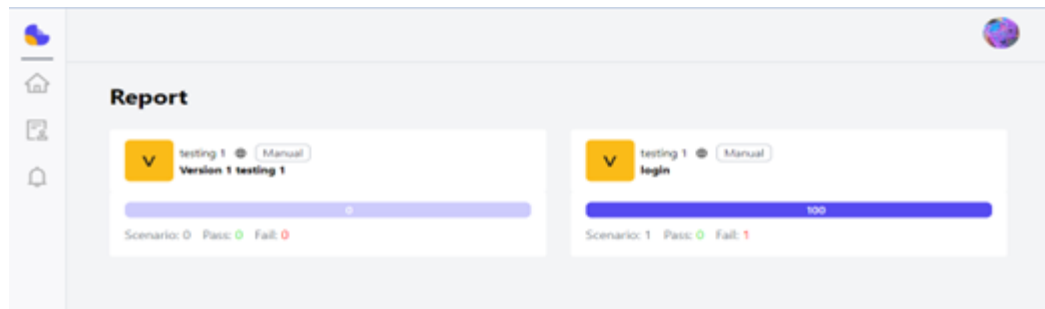 Report
V
testing 1 Manual
Version 1 testing 1
0
Scenario: 0 Pass: 0 Fail: 0
V
testing 1 Manual
login
100
Scenario: 1 Pass: 0 Fail: 1